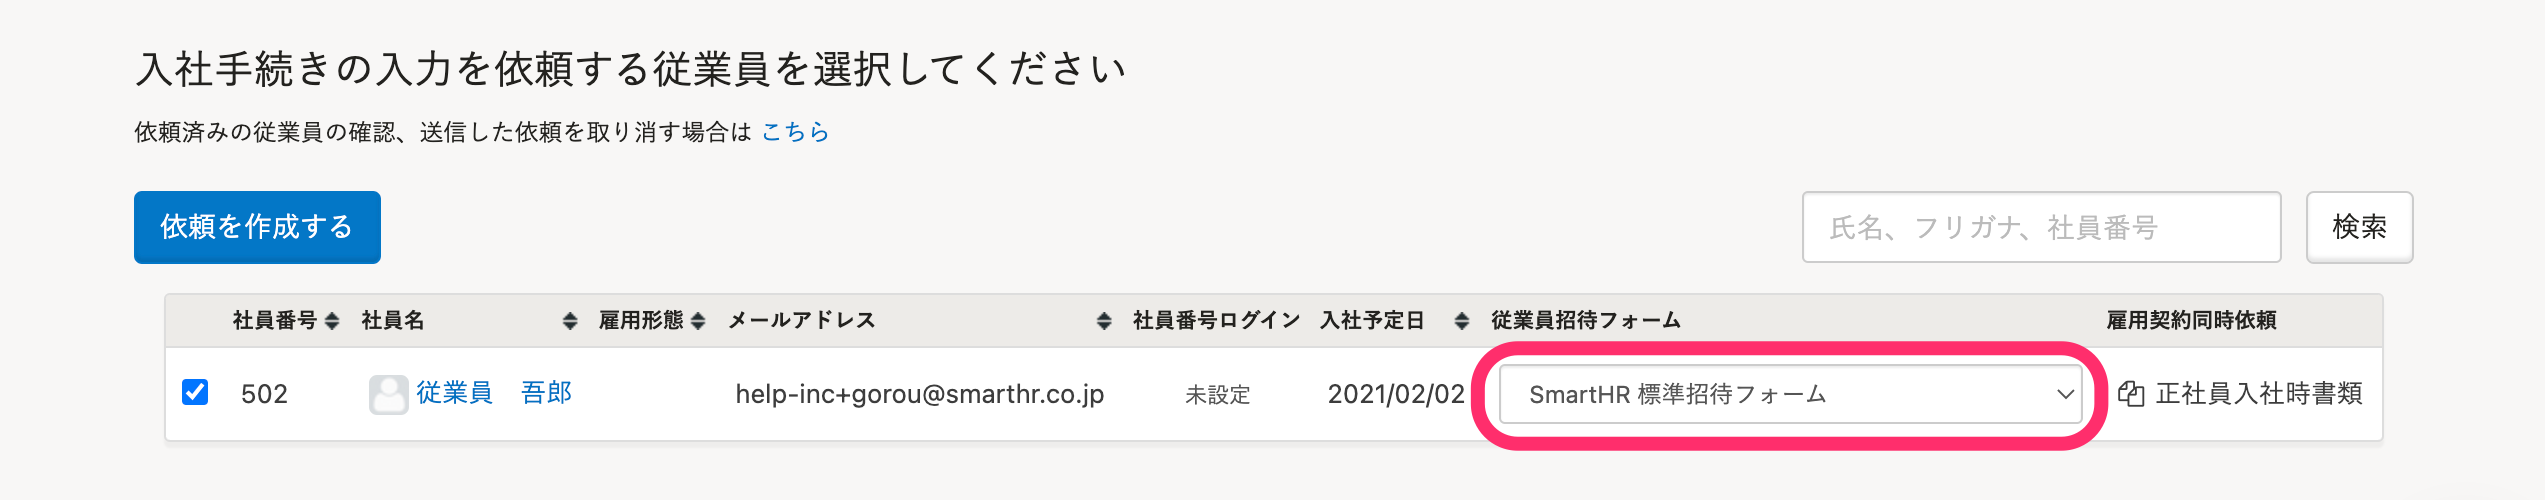 入社手続きの入力を依頼する従業員を選択してください
依頼済みの従業員の確認、送信した依頼を取り消す場合は こちら
依頼を作成する
氏名、フリガナ、社員番号
検索
社員番号 社員名 雇用形態 メールアドレス 社員番号ログイン 入社予定日 従業員招待フォーム 雇用契約同時依頼
502 従業員 吾郎 help-inc+gorou@smarthr.co.jp 未設定 2021/02/02 SmartHR 標準招待フォーム 正社員入社時書類